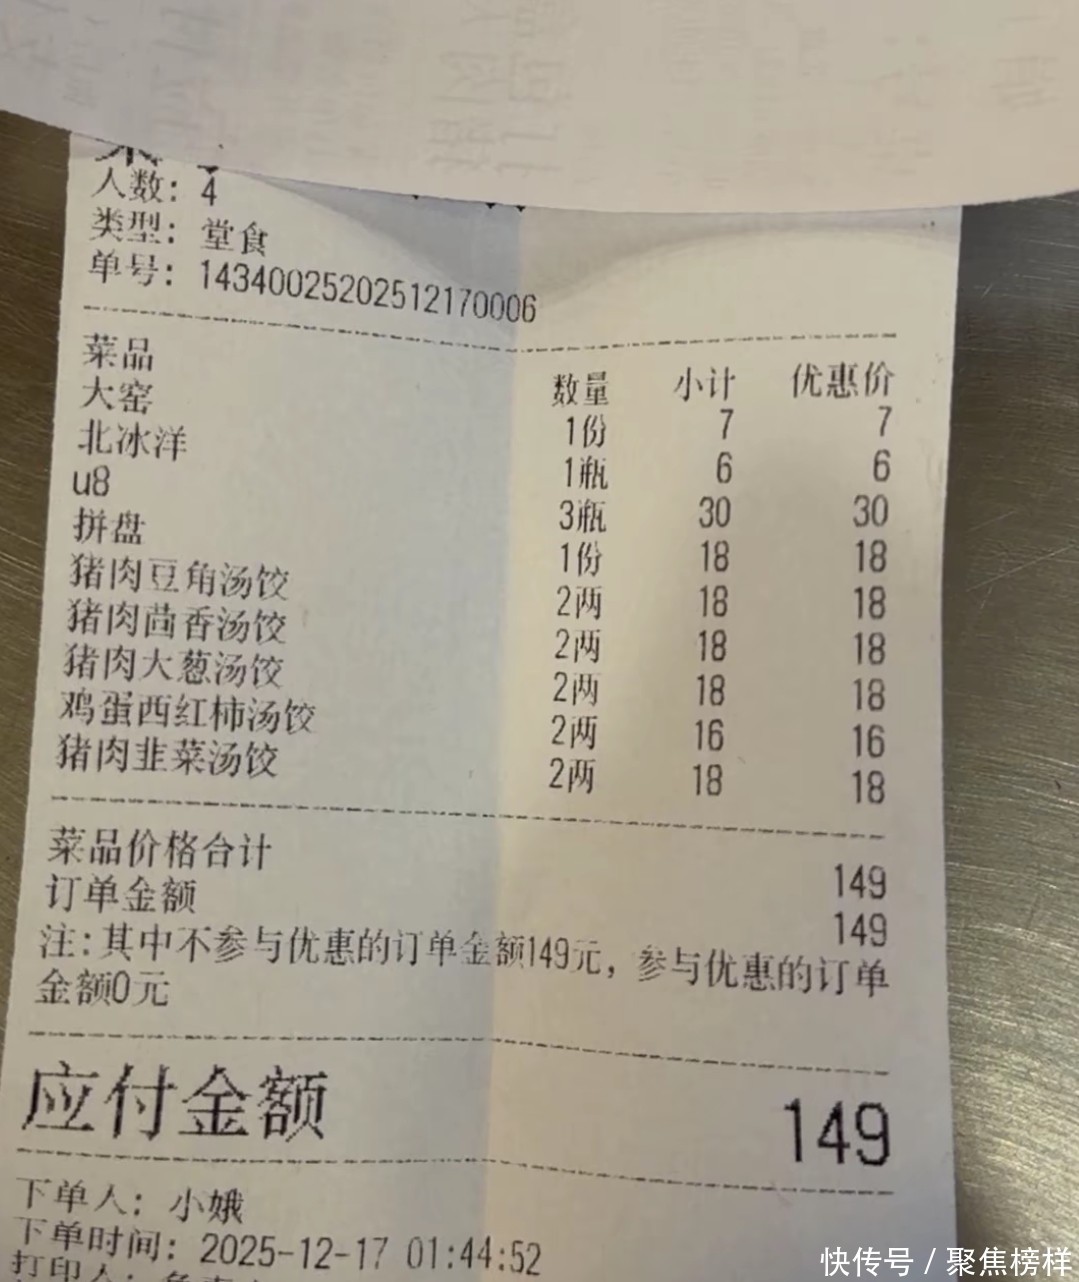 人数: 4
类型: 堂食
单号: 14340025202512170006
菜品 数量 小计 优惠价
大窑 1份 7 7
北冰洋 1瓶 6 6
u8 3瓶 30 30
拼盘 1份 18 18
猪肉豆角汤饺 2两 18 18
猪肉茴香汤饺 2两 18 18
猪肉大葱汤饺 2两 18 18
鸡蛋西红柿汤饺 2两 16 16
猪肉韭菜汤饺 2两 18 18
菜品价格合计 149
订单金额 149
注:其中不参与优惠的订单金额149元，参与优惠的订单
金额0元
应付金额 149
下单人: 小娥
下单时间: 2025-12-17 01:44:52
打印人:
快传号 / 聚焦榜样